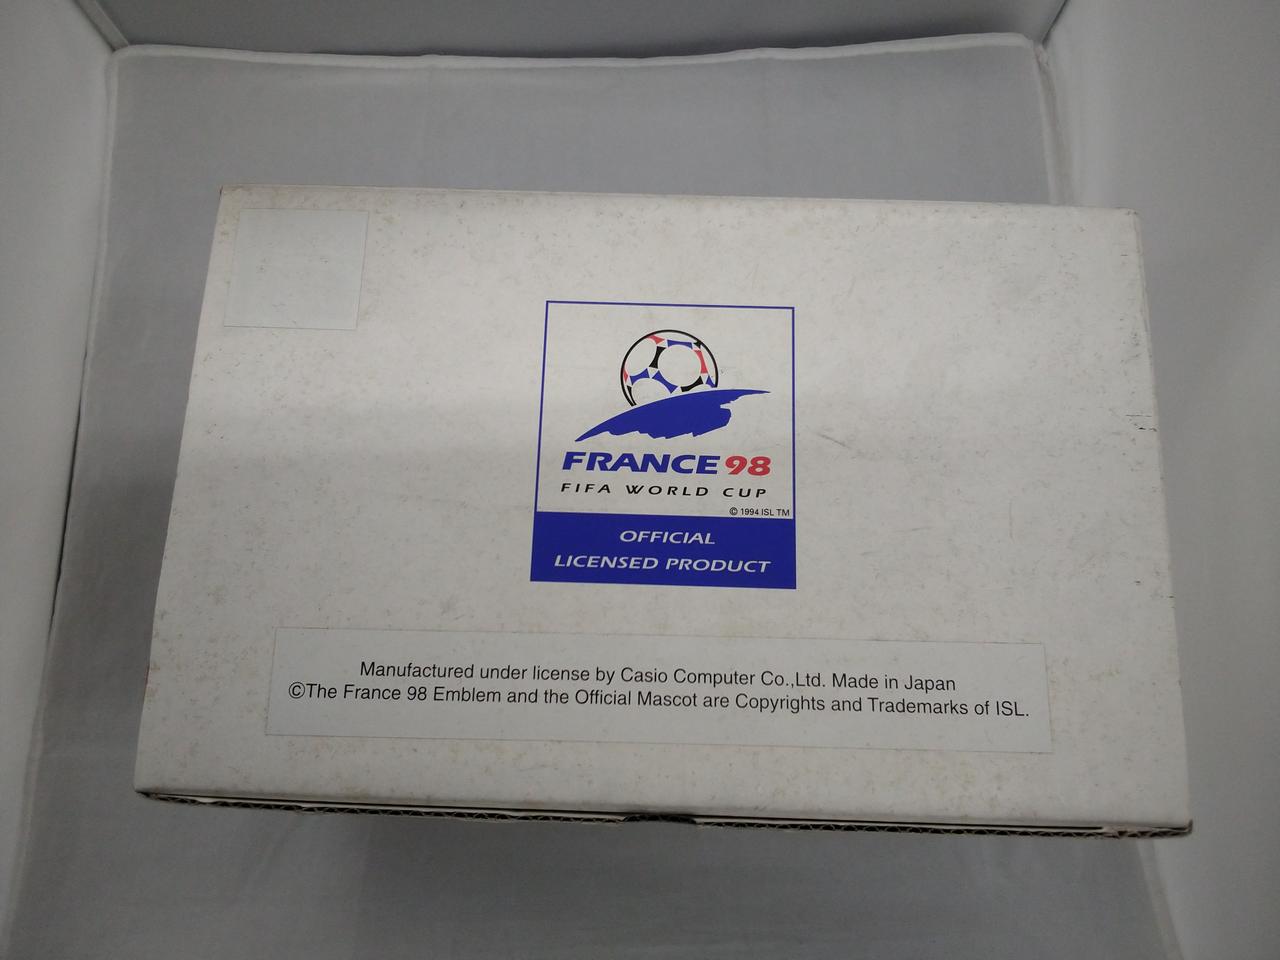 FRANCE 98
FIFA WORLD CUP
© 1994 ISL TM
OFFICIAL
LICENSED PRODUCT
Manufactured under license by Casio Computer Co.,Ltd. Made in Japan
©The France 98 Emblem and the Official Mascot are Copyrights and Trademarks of ISL.